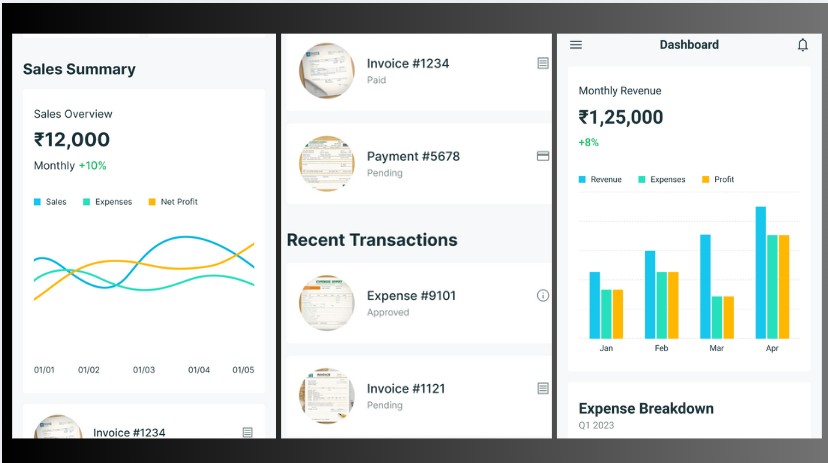 Sales Summary
Sales Overview
₹12,000
Monthly +10%
Sales Expenses Net Profit
01/01 01/02 01/03 01/04 01/05
Invoice #1234
Invoice #1234
Paid
Payment #5678
Pending
Recent Transactions
Expense #9101
Approved
Invoice #1121
Pending
Dashboard
Monthly Revenue
₹1,25,000
+8%
Revenue Expenses Profit
Jan Feb Mar Apr
Expense Breakdown
Q1 2023